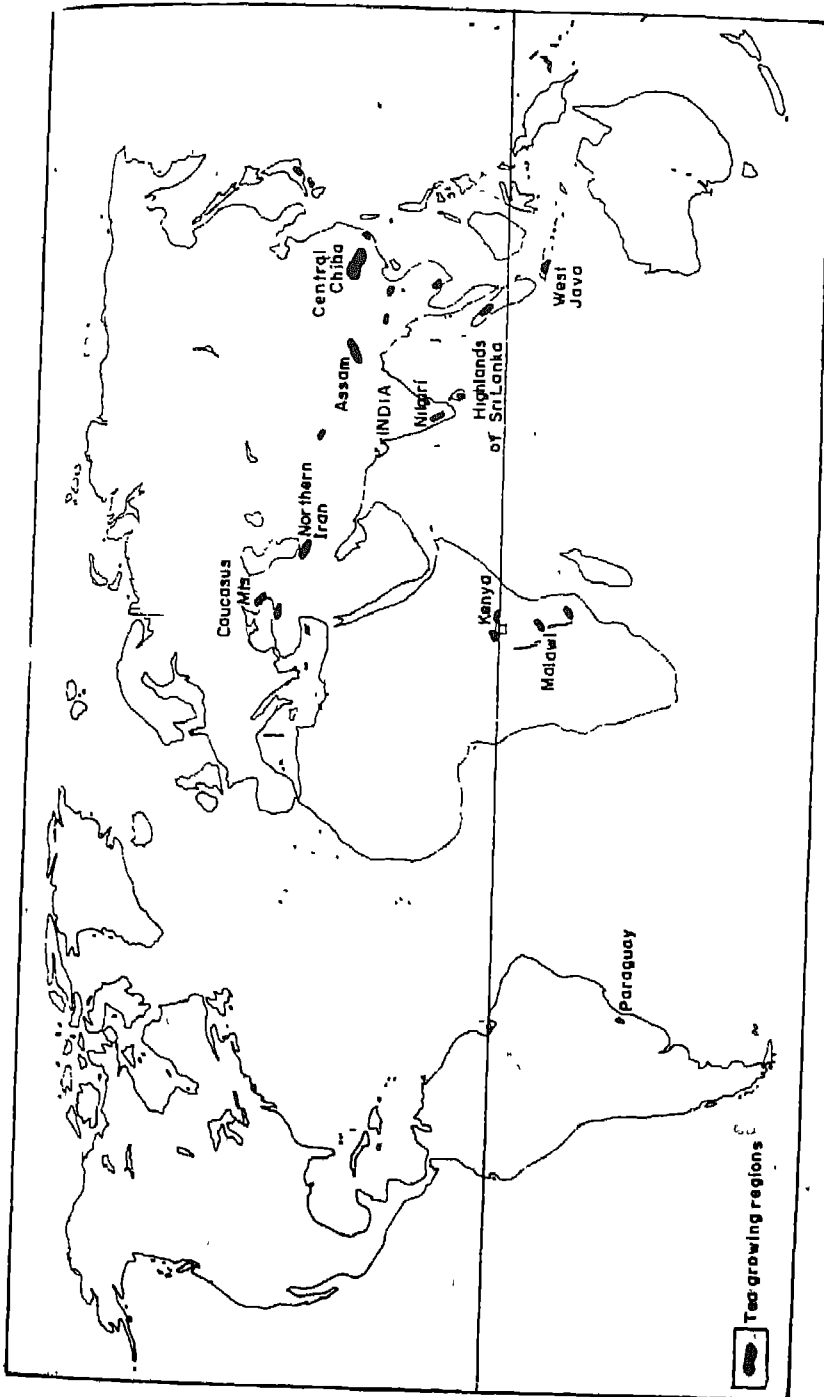 Caucasus
Mts.
Northern
Iran
Assam
Central
Chiba
INDIA
Nilgiri
Highlands
of Sri Lanka
West
Java
Kenya
Malawi
Paraguay
Tea growing regions